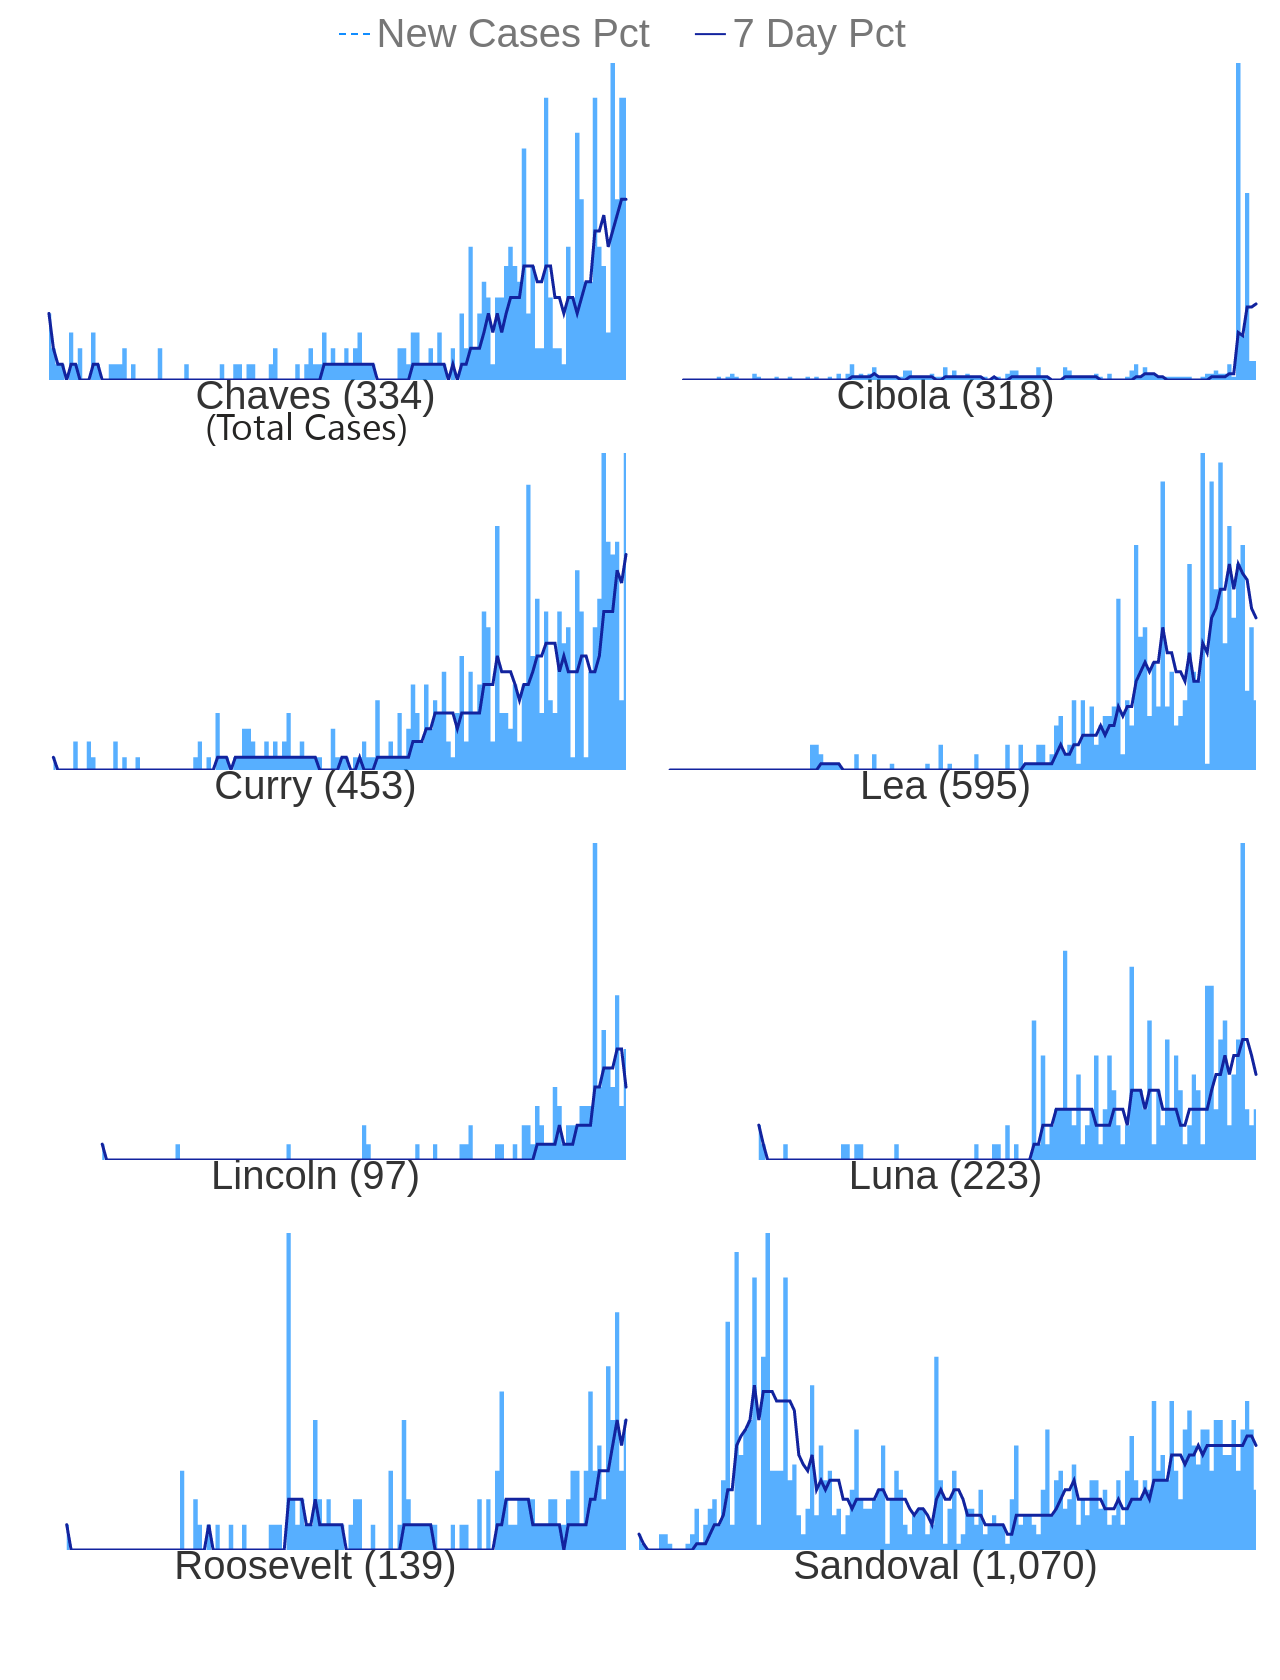 New Cases Pct 7 Day Pct
Chaves (334) Cibola (318)
(Total Cases)
Curry (453) Lea (595)
Lincoln (97) Luna (223)
Roosevelt (139) Sandoval (1,070)